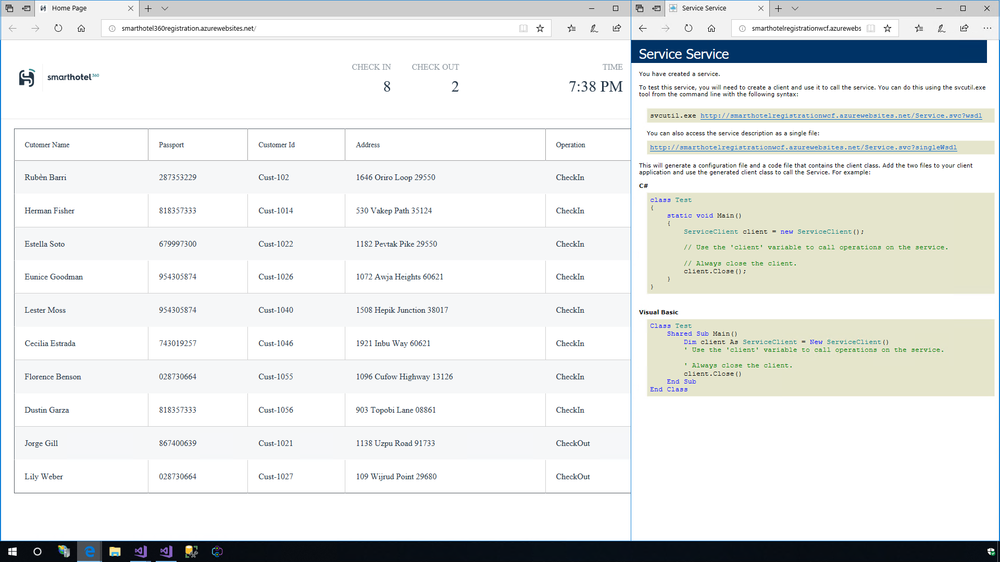 Home Page
smarthotel360registration.azurewebsites.net/
smarthotel360
CHECK IN
8
CHECK OUT
2
TIME
7:38 PM
Cutomer Name Passport Customer Id Address Operation
Rubèn Barri 287353229 Cust-102 1646 Oriro Loop 29550 CheckIn
Herman Fisher 818357333 Cust-1014 530 Vakep Path 35124 CheckIn
Estella Soto 679997300 Cust-1022 1182 Pevtak Pike 29550 CheckIn
Eunice Goodman 954305874 Cust-1026 1072 Awja Heights 60621 CheckIn
Lester Moss 954305874 Cust-1040 1508 Hepik Junction 38017 CheckIn
Cecilia Estrada 743019257 Cust-1046 1921 Inbu Way 60621 CheckIn
Florence Benson 028730664 Cust-1055 1096 Cufow Highway 13126 CheckIn
Dustin Garza 818357333 Cust-1056 903 Topobi Lane 08861 CheckIn
Jorge Gill 867400639 Cust-1021 1138 Uzpu Road 91733 CheckOut
Lily Weber 028730664 Cust-1027 109 Wijrud Point 29680 CheckOut
Service Service
smarthotelregistrationwcf.azurewebs
Service Service
You have created a service.
To test this service, you will need to create a client and use it to call the service. You can do this using the svcutil.exe
tool from the command line with the following syntax:
svcutil.exe http://smarthotelregistrationwcf.azurewebsites.net/Service.svc?wsdl
You can also access the service description as a single file:
http://smarthotelregistrationwcf.azurewebsites.net/Service.svc?singleWsdl
This will generate a configuration file and a code file that contains the client class. Add the two files to your client
application and use the generated client class to call the Service. For example:
C#
class Test
{
    static void Main()
    {
        ServiceClient client = new ServiceClient();
        // Use the 'client' variable to call operations on the service.
        // Always close the client.
        client.Close();
    }
}
Visual Basic
Class Test
    Shared Sub Main()
        Dim client As ServiceClient = New ServiceClient()
        ' Use the 'client' variable to call operations on the service.
        ' Always close the client.
        client.Close()
    End Sub
End Class